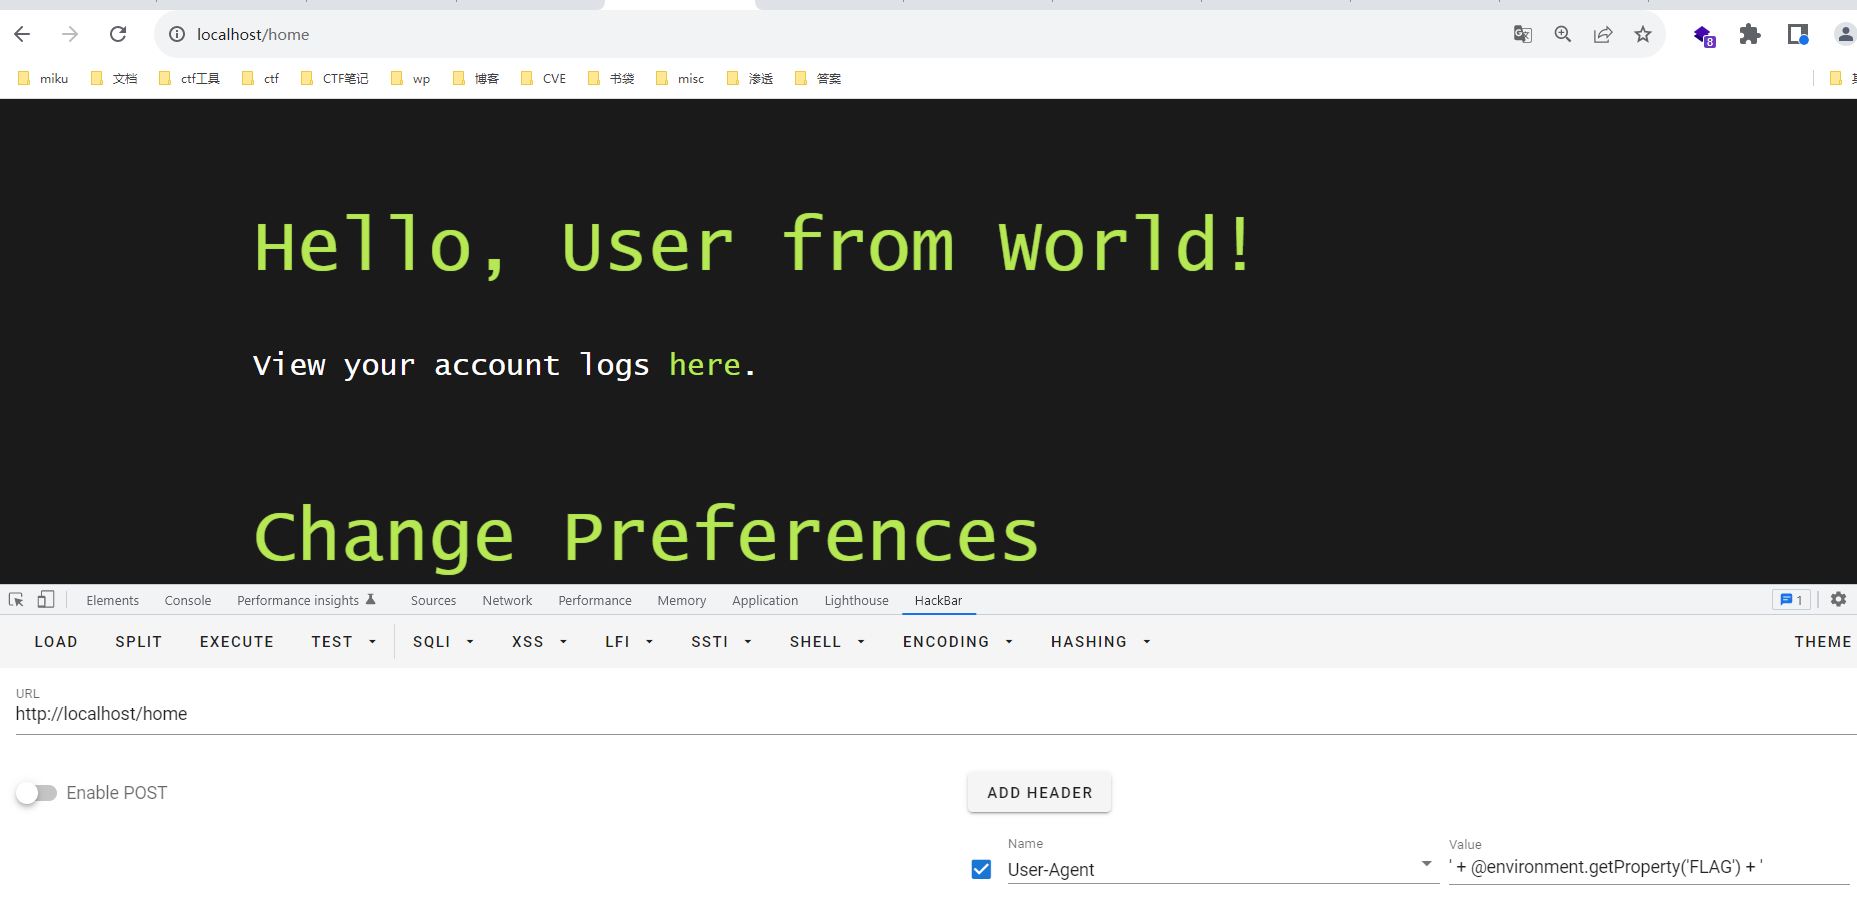 localhost/home
miku 文档 ctf工具 ctf CTF笔记 wp 博客 CVE 书袋 misc 渗透 答案
8
Hello, User from World!
View your account logs here.
Change Preferences
Elements Console Performance insights Sources Network Performance Memory Application Lighthouse HackBar 1
LOAD SPLIT EXECUTE TEST SQLI XSS LFI SSTI SHELL ENCODING HASHING THEME
URL
http://localhost/home
Enable POST
ADD HEADER
Name Value
User-Agent ' + @environment.getProperty('FLAG') + '